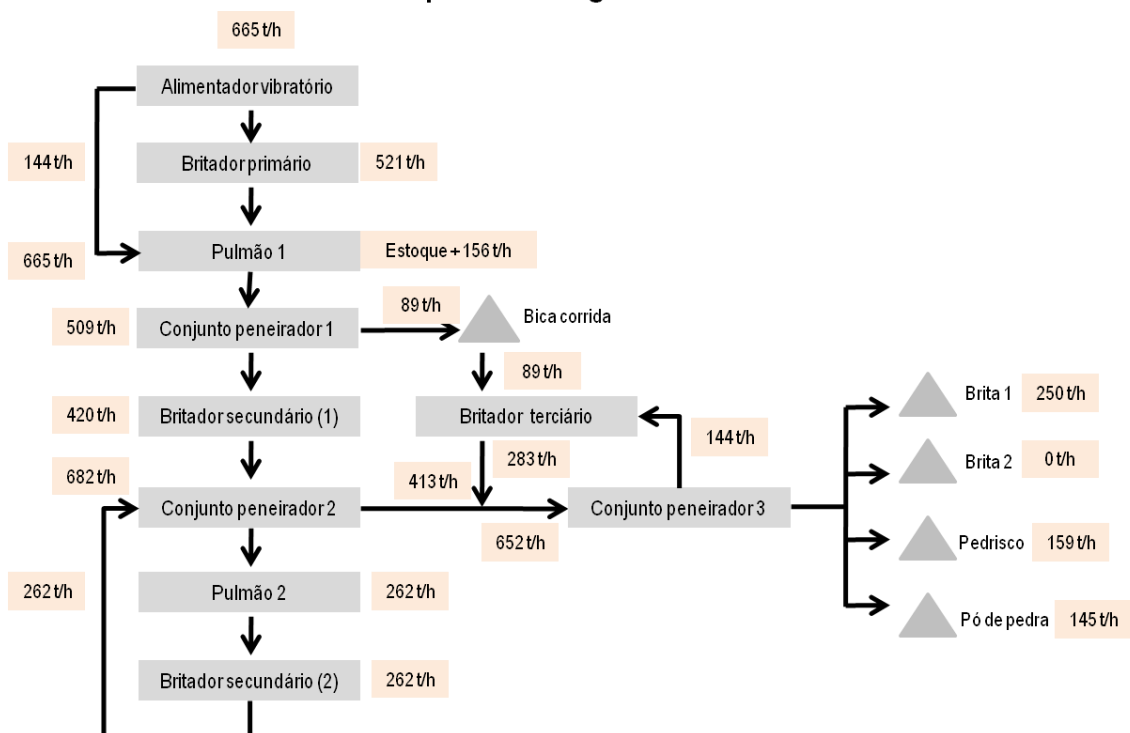 665 t/h
Alimentador vibratório
144 t/h
Britador primário
521 t/h
665 t/h
Pulmão 1
Estoque + 156 t/h
509 t/h
Conjunto peneirador 1
89 t/h
Bica corrida
89 t/h
420 t/h
Britador secundário (1)
Britador terciário
144 t/h
Brita 1
250 t/h
Brita 2
0 t/h
682 t/h
413 t/h
283 t/h
Conjunto peneirador 2
652 t/h
Conjunto peneirador 3
Pedrisco
159 t/h
262 t/h
Pulmão 2
262 t/h
Pó de pedra
145 t/h
Britador secundário (2)
262 t/h